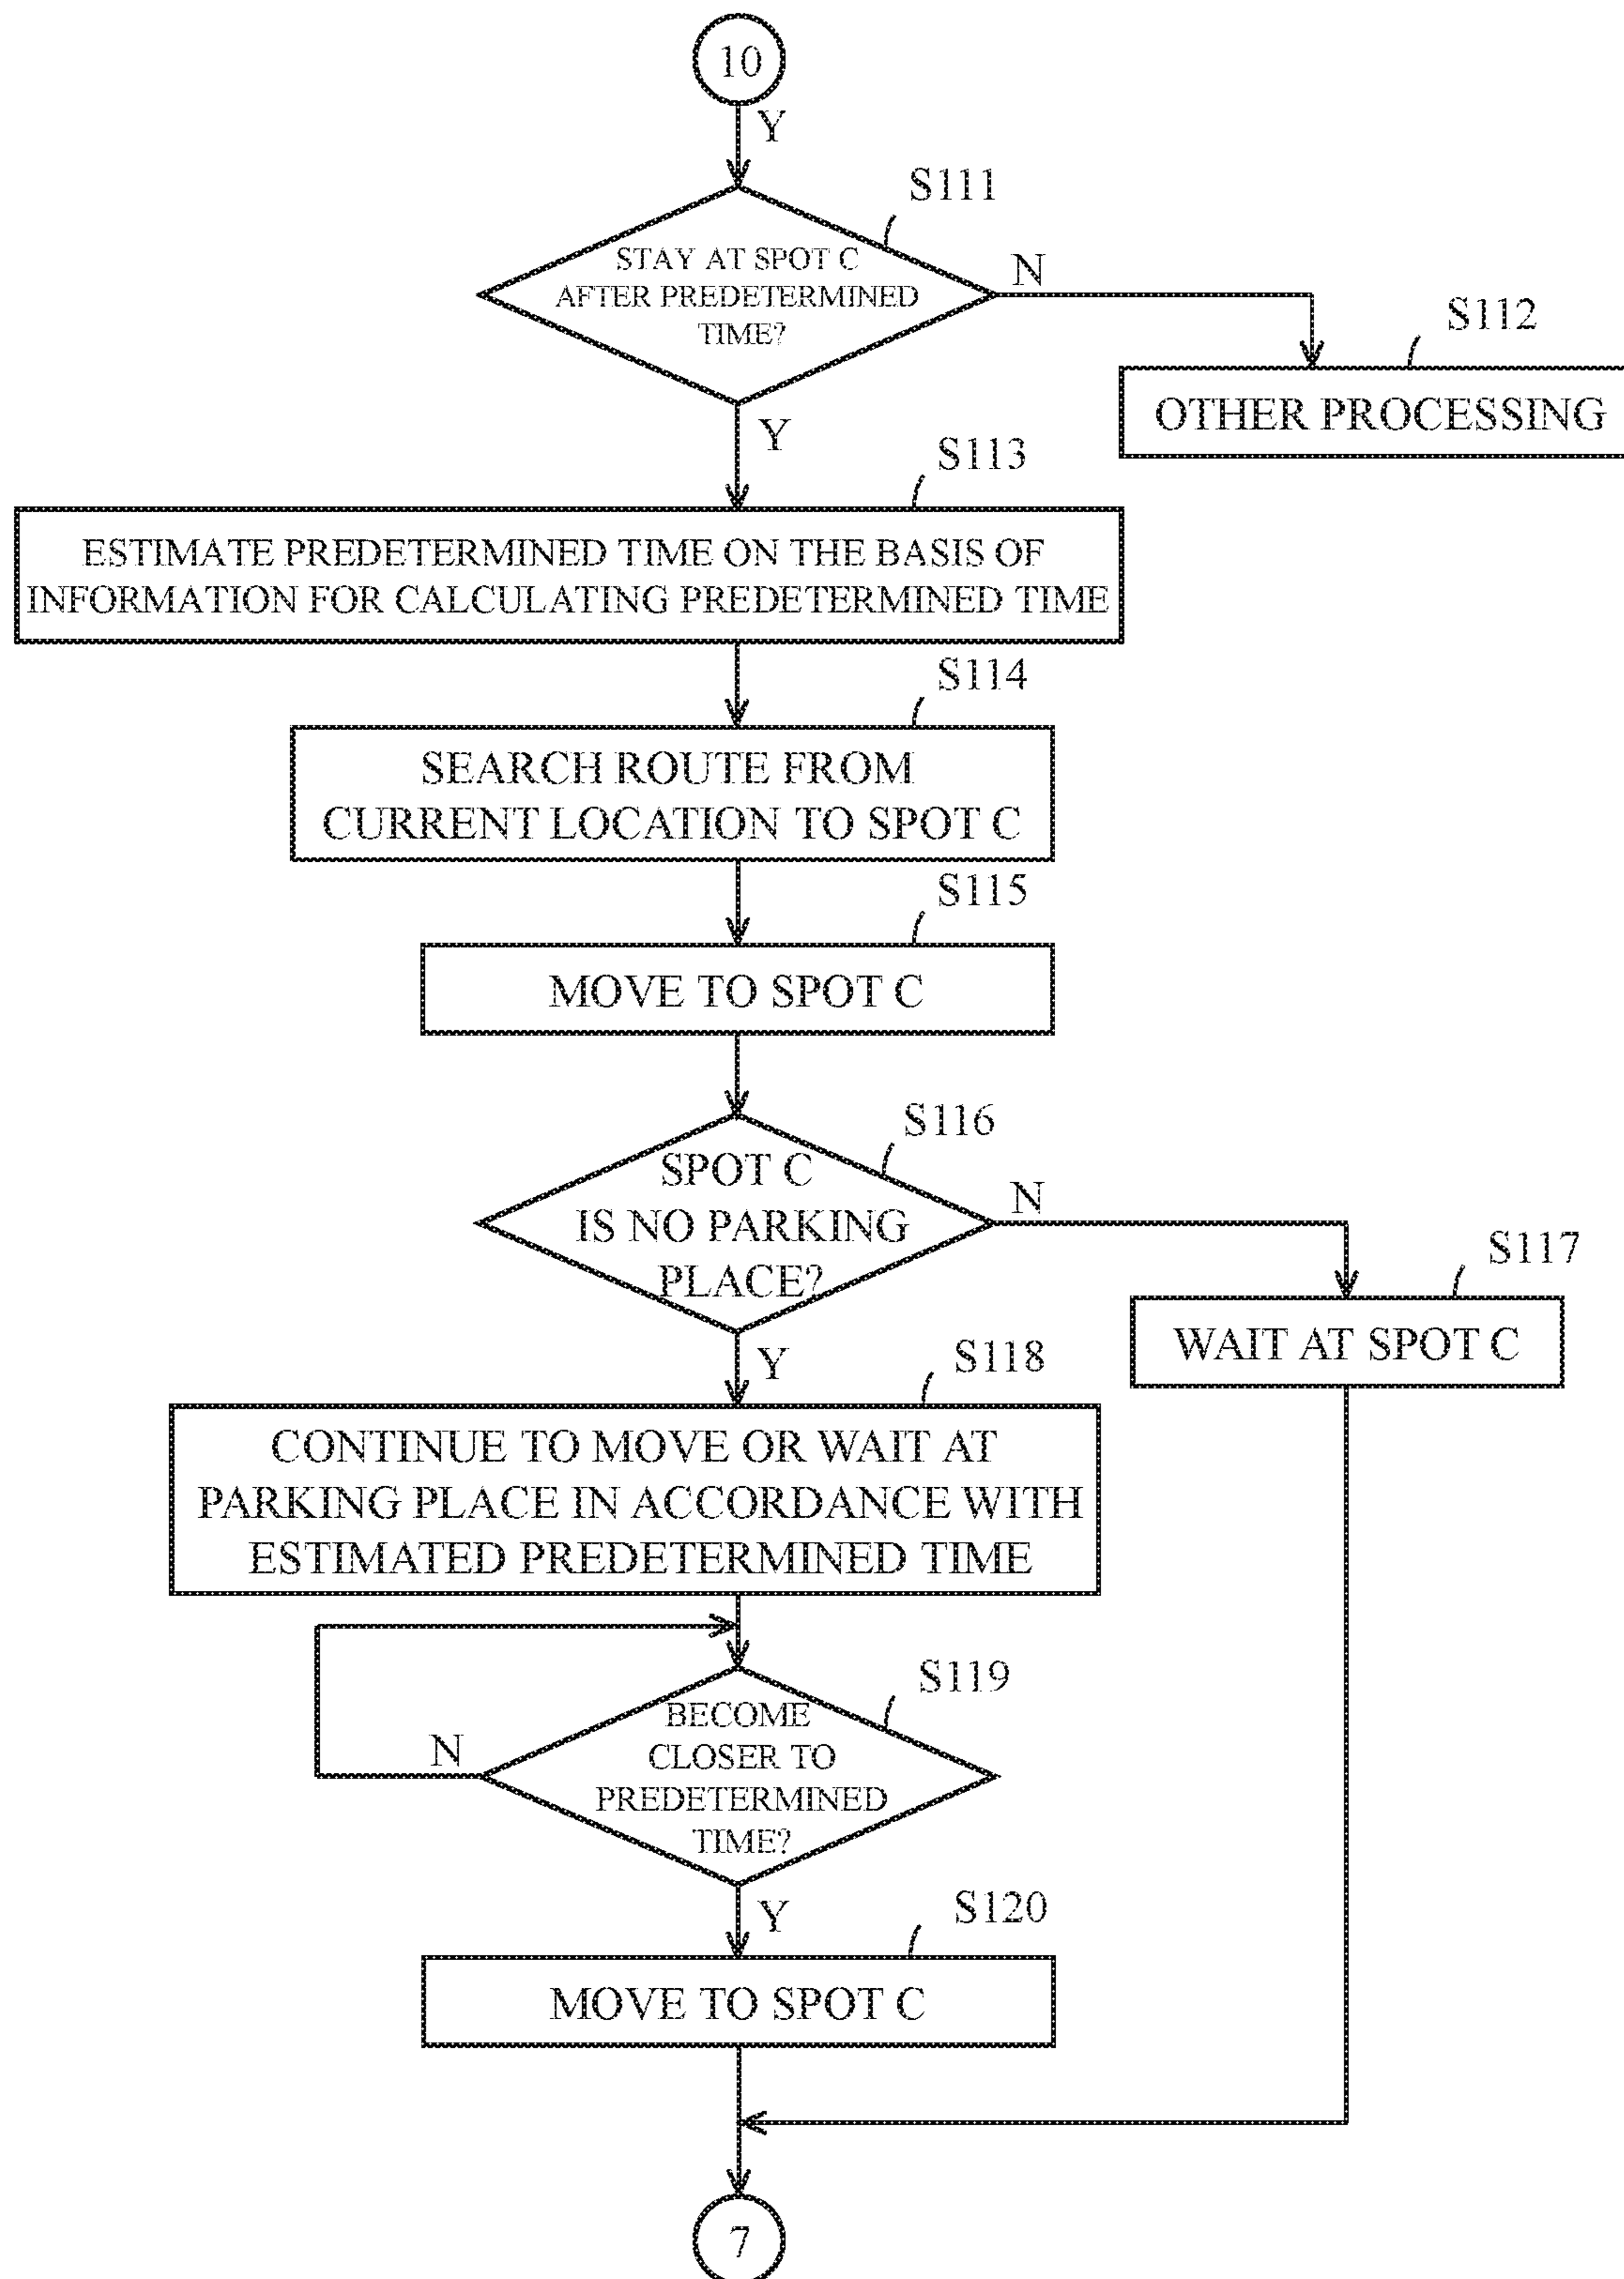 10
Y
S111
STAY AT SPOT C
AFTER PREDETERMINED
TIME?
N
S112
OTHER PROCESSING
Y
S113
ESTIMATE PREDETERMINED TIME ON THE BASIS OF
INFORMATION FOR CALCULATING PREDETERMINED TIME
S114
SEARCH ROUTE FROM
CURRENT LOCATION TO SPOT C
S115
MOVE TO SPOT C
S116
SPOT C
IS NO PARKING
PLACE?
N
S117
WAIT AT SPOT C
Y
S118
CONTINUE TO MOVE OR WAIT AT
PARKING PLACE IN ACCORDANCE WITH
ESTIMATED PREDETERMINED TIME
S119
BECOME
CLOSER TO
PREDETERMINED
TIME?
N
Y
S120
MOVE TO SPOT C
7